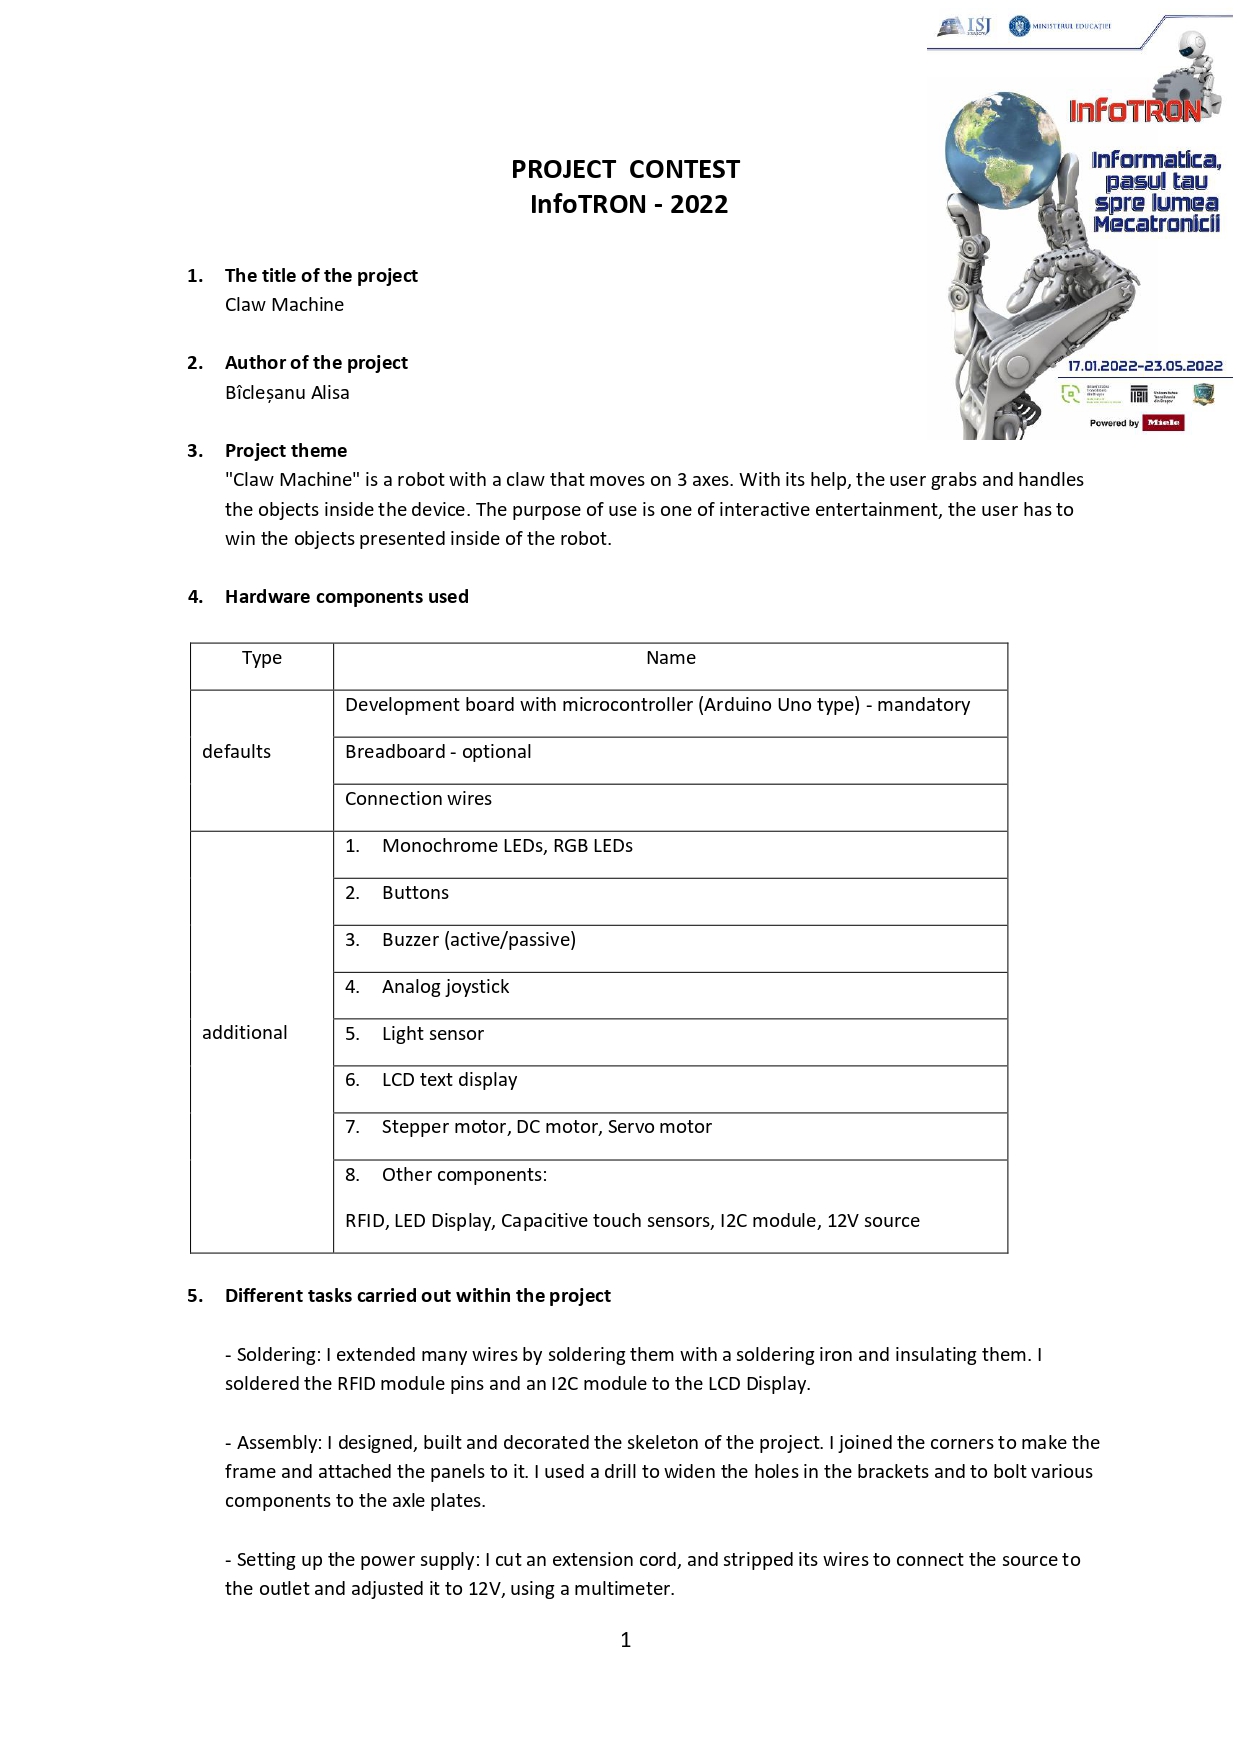 ISJ
MINISTERUL EDUCAȚIEI
InfoTRON
Informatica,
pasul tau
spre lumea
Mecatronicii
17.01.2022-23.05.2022
Powered by Miele
PROJECT CONTEST
InfoTRON - 2022
1. The title of the project
Claw Machine
2. Author of the project
Bîcleșanu Alisa
3. Project theme
"Claw Machine" is a robot with a claw that moves on 3 axes. With its help, the user grabs and handles
the objects inside the device. The purpose of use is one of interactive entertainment, the user has to
win the objects presented inside of the robot.
4. Hardware components used
Type Name
defaults
Development board with microcontroller (Arduino Uno type) - mandatory
Breadboard - optional
Connection wires
additional
1. Monochrome LEDs, RGB LEDs
2. Buttons
3. Buzzer (active/passive)
4. Analog joystick
5. Light sensor
6. LCD text display
7. Stepper motor, DC motor, Servo motor
8. Other components:
RFID, LED Display, Capacitive touch sensors, I2C module, 12V source
5. Different tasks carried out within the project
- Soldering: I extended many wires by soldering them with a soldering iron and insulating them. I
soldered the RFID module pins and an I2C module to the LCD Display.
- Assembly: I designed, built and decorated the skeleton of the project. I joined the corners to make the
frame and attached the panels to it. I used a drill to widen the holes in the brackets and to bolt various
components to the axle plates.
- Setting up the power supply: I cut an extension cord, and stripped its wires to connect the source to
the outlet and adjusted it to 12V, using a multimeter.
1